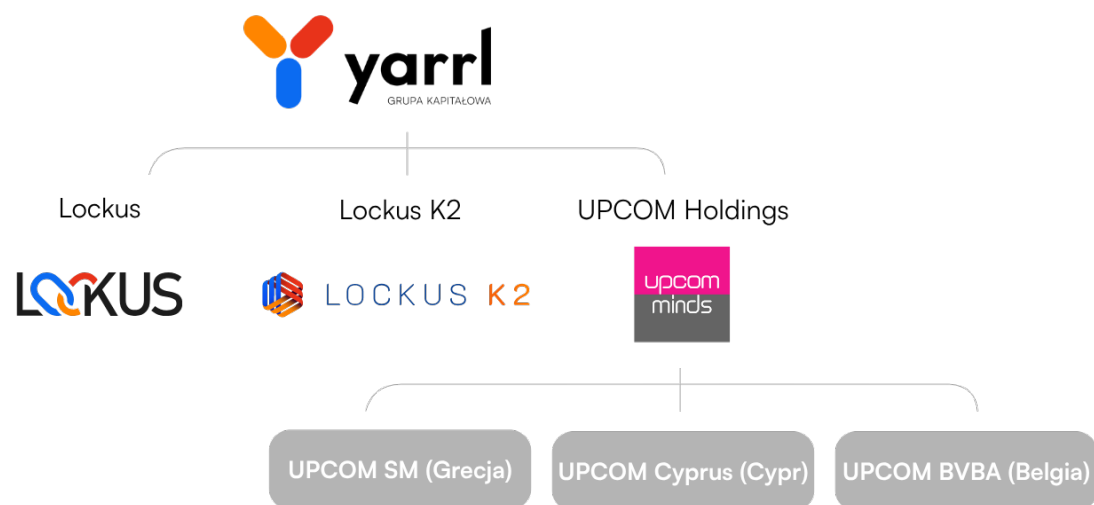 yarrl
GRUPA KAPITAŁOWA
Lockus
Lockus K2
UPCOM Holdings
LOCKUS
LOCKUS K2
upcom
minds
UPCOM SM (Grecja)
UPCOM Cyprus (Cypr)
UPCOM BVBA (Belgia)